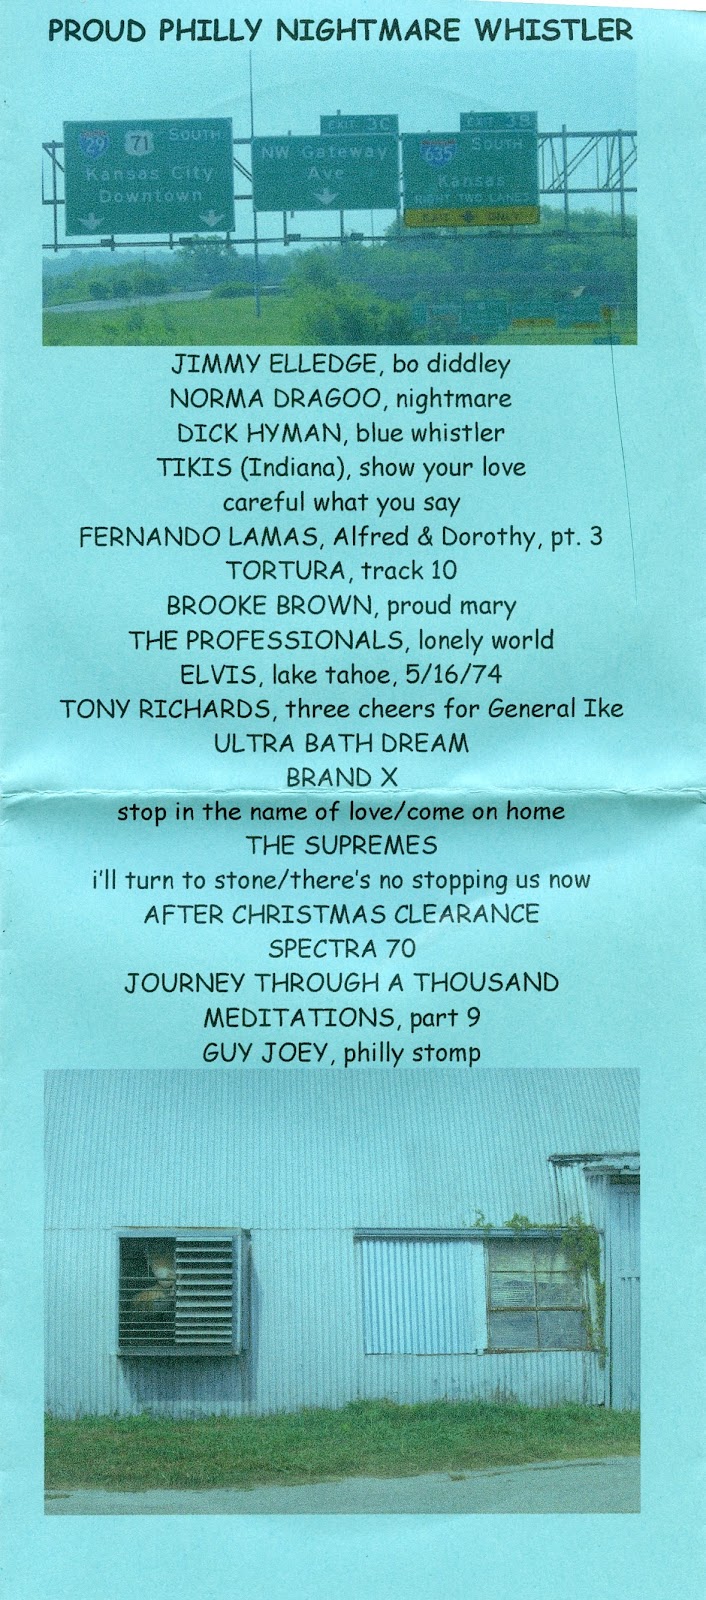 PROUD PHILLY NIGHTMARE WHISTLER
EXIT 3C
EXIT 3B
29
71
SOUTH
Kansas City
Downtown
NW Gateway
Ave
635
SOUTH
Kansas
RIGHT TWO LANES
EXIT ONLY
JIMMY ELLEDGE, bo diddley
NORMA DRAGOO, nightmare
DICK HYMAN, blue whistler
TIKIS (Indiana), show your love
careful what you say
FERNANDO LAMAS, Alfred & Dorothy, pt. 3
TORTURA, track 10
BROOKE BROWN, proud mary
THE PROFESSIONALS, lonely world
ELVIS, lake tahoe, 5/16/74
TONY RICHARDS, three cheers for General Ike
ULTRA BATH DREAM
BRAND X
stop in the name of love/come on home
THE SUPREMES
i'll turn to stone/there's no stopping us now
AFTER CHRISTMAS CLEARANCE
SPECTRA 70
JOURNEY THROUGH A THOUSAND
MEDITATIONS, part 9
GUY JOEY, philly stomp